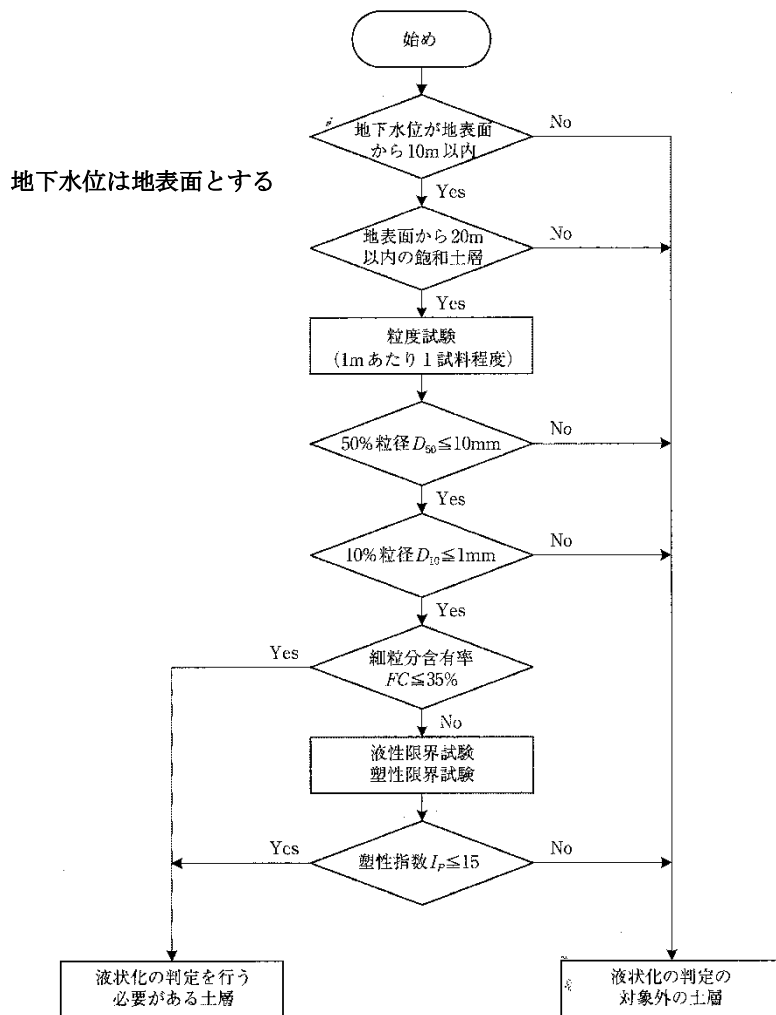 始め
地下水位が地表面
から10m以内
No
地下水位は地表面とする
Yes
地表面から20m
以内の飽和土層
No
Yes
粒度試験
(1mあたり1試料程度)
50%粒径D50≦10mm
No
Yes
10%粒径D10≦1mm
No
Yes
Yes
細粒分含有率
FC≦35%
No
液性限界試験
塑性限界試験
Yes
塑性指数IP≦15
No
液状化の判定を行う
必要がある土層
液状化の判定の
対象外の土層